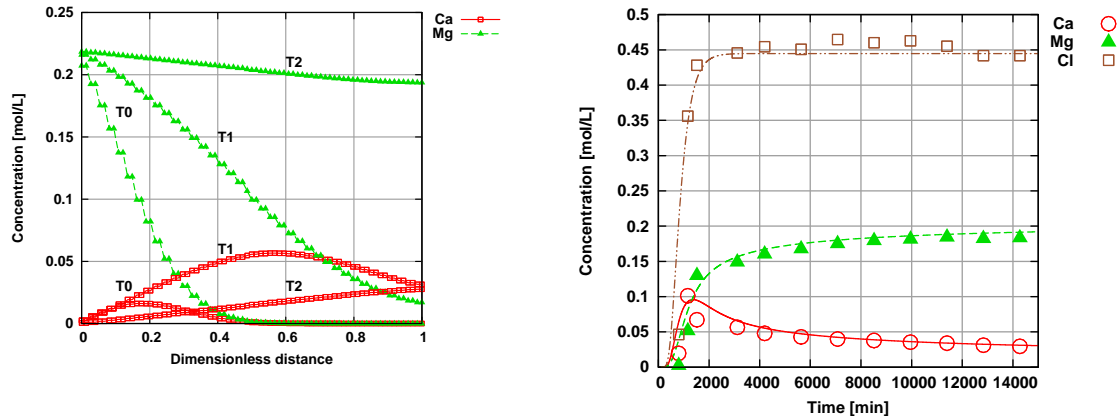 Ca
Mg
0.25
0.2
0.15
0.1
0.05
0
Concentration [mol/L]
T2
T0
T1
T1
T0
T2
0 0.2 0.4 0.6 0.8 1
Dimensionless distance
Ca
Mg
Cl
0.5
0.45
0.4
0.35
0.3
0.25
0.2
0.15
0.1
0.05
0
Concentration [mol/L]
0 2000 4000 6000 8000 10000 12000 14000
Time [min]